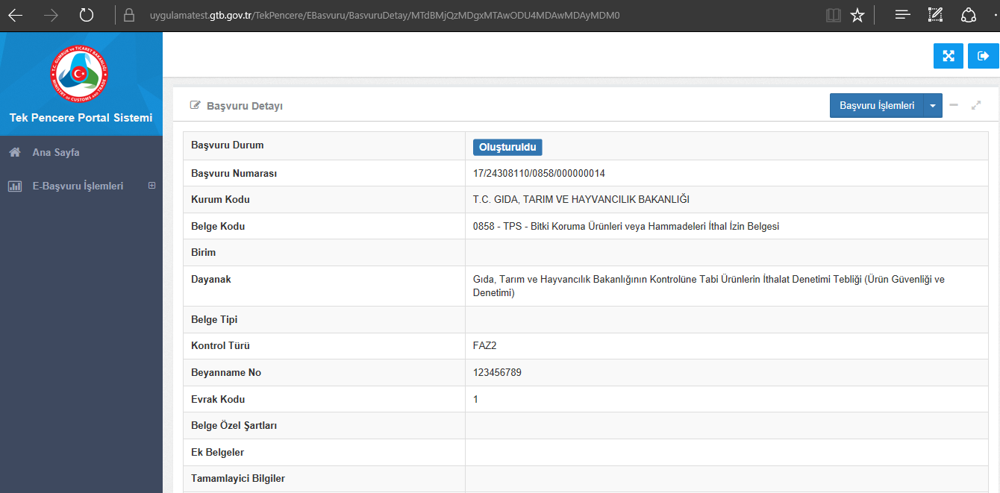 uygulamatest.gtb.gov.tr/TekPencere/EBasvuru/BasvuruDetay/MTdBMjQzMDgxMTAwODU4MDAwMDAyMDM0
T.C. GÜMRÜK ve TİCARET BAKANLIĞI
MINISTRY of CUSTOMS and TRADE
Tek Pencere Portal Sistemi
Ana Sayfa
E-Başvuru İşlemleri
Başvuru Detayı
Başvuru İşlemleri
Başvuru Durum Oluşturuldu
Başvuru Numarası 17/24308110/0858/000000014
Kurum Kodu T.C. GIDA, TARIM VE HAYVANCILIK BAKANLIĞI
Belge Kodu 0858 - TPS - Bitki Koruma Ürünleri veya Hammadeleri İthal İzin Belgesi
Birim
Dayanak Gıda, Tarım ve Hayvancılık Bakanlığının Kontrolüne Tabi Ürünlerin İthalat Denetimi Tebliği (Ürün Güvenliği ve
Denetimi)
Belge Tipi
Kontrol Türü FAZ2
Beyanname No 123456789
Evrak Kodu 1
Belge Özel Şartları
Ek Belgeler
Tamamlayici Bilgiler